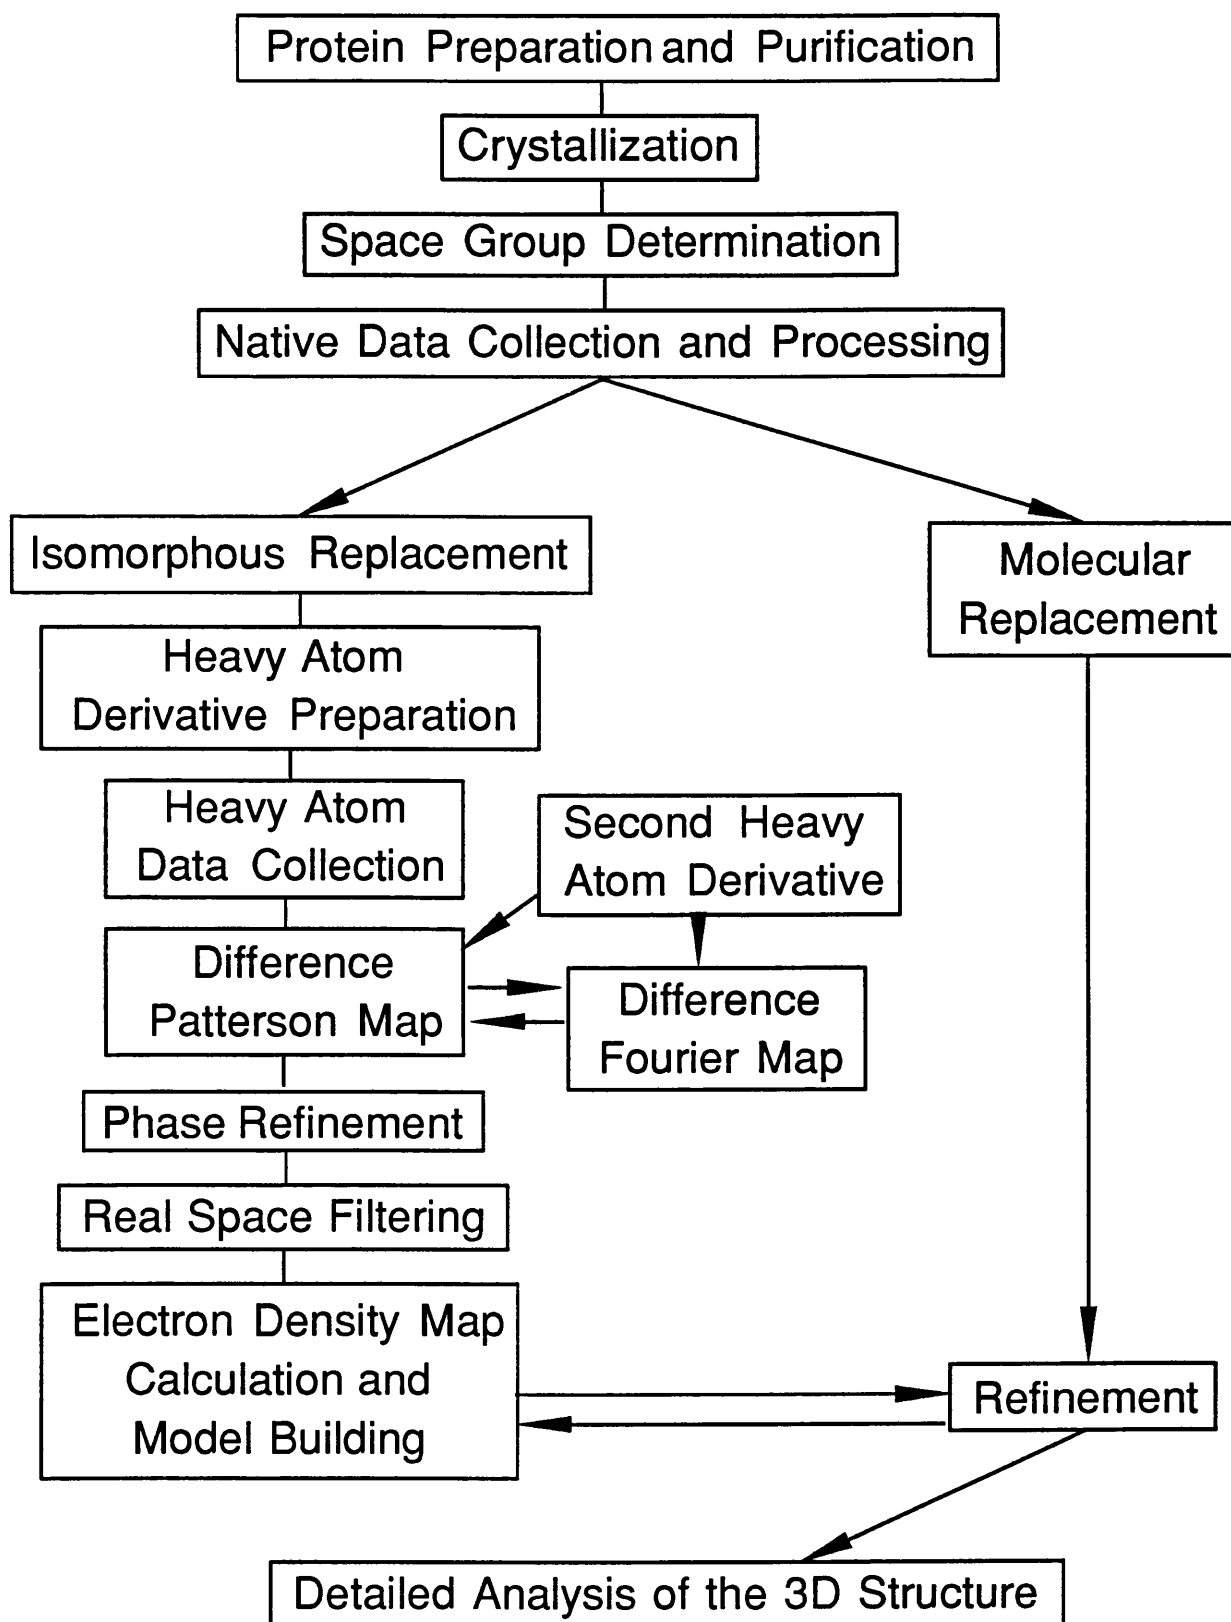 Protein Preparation and Purification
Crystallization
Space Group Determination
Native Data Collection and Processing
Isomorphous Replacement
Molecular
Replacement
Heavy Atom
Derivative Preparation
Heavy Atom
Data Collection
Second Heavy
Atom Derivative
Difference
Patterson Map
Difference
Fourier Map
Phase Refinement
Real Space Filtering
Electron Density Map
Calculation and
Model Building
Refinement
Detailed Analysis of the 3D Structure